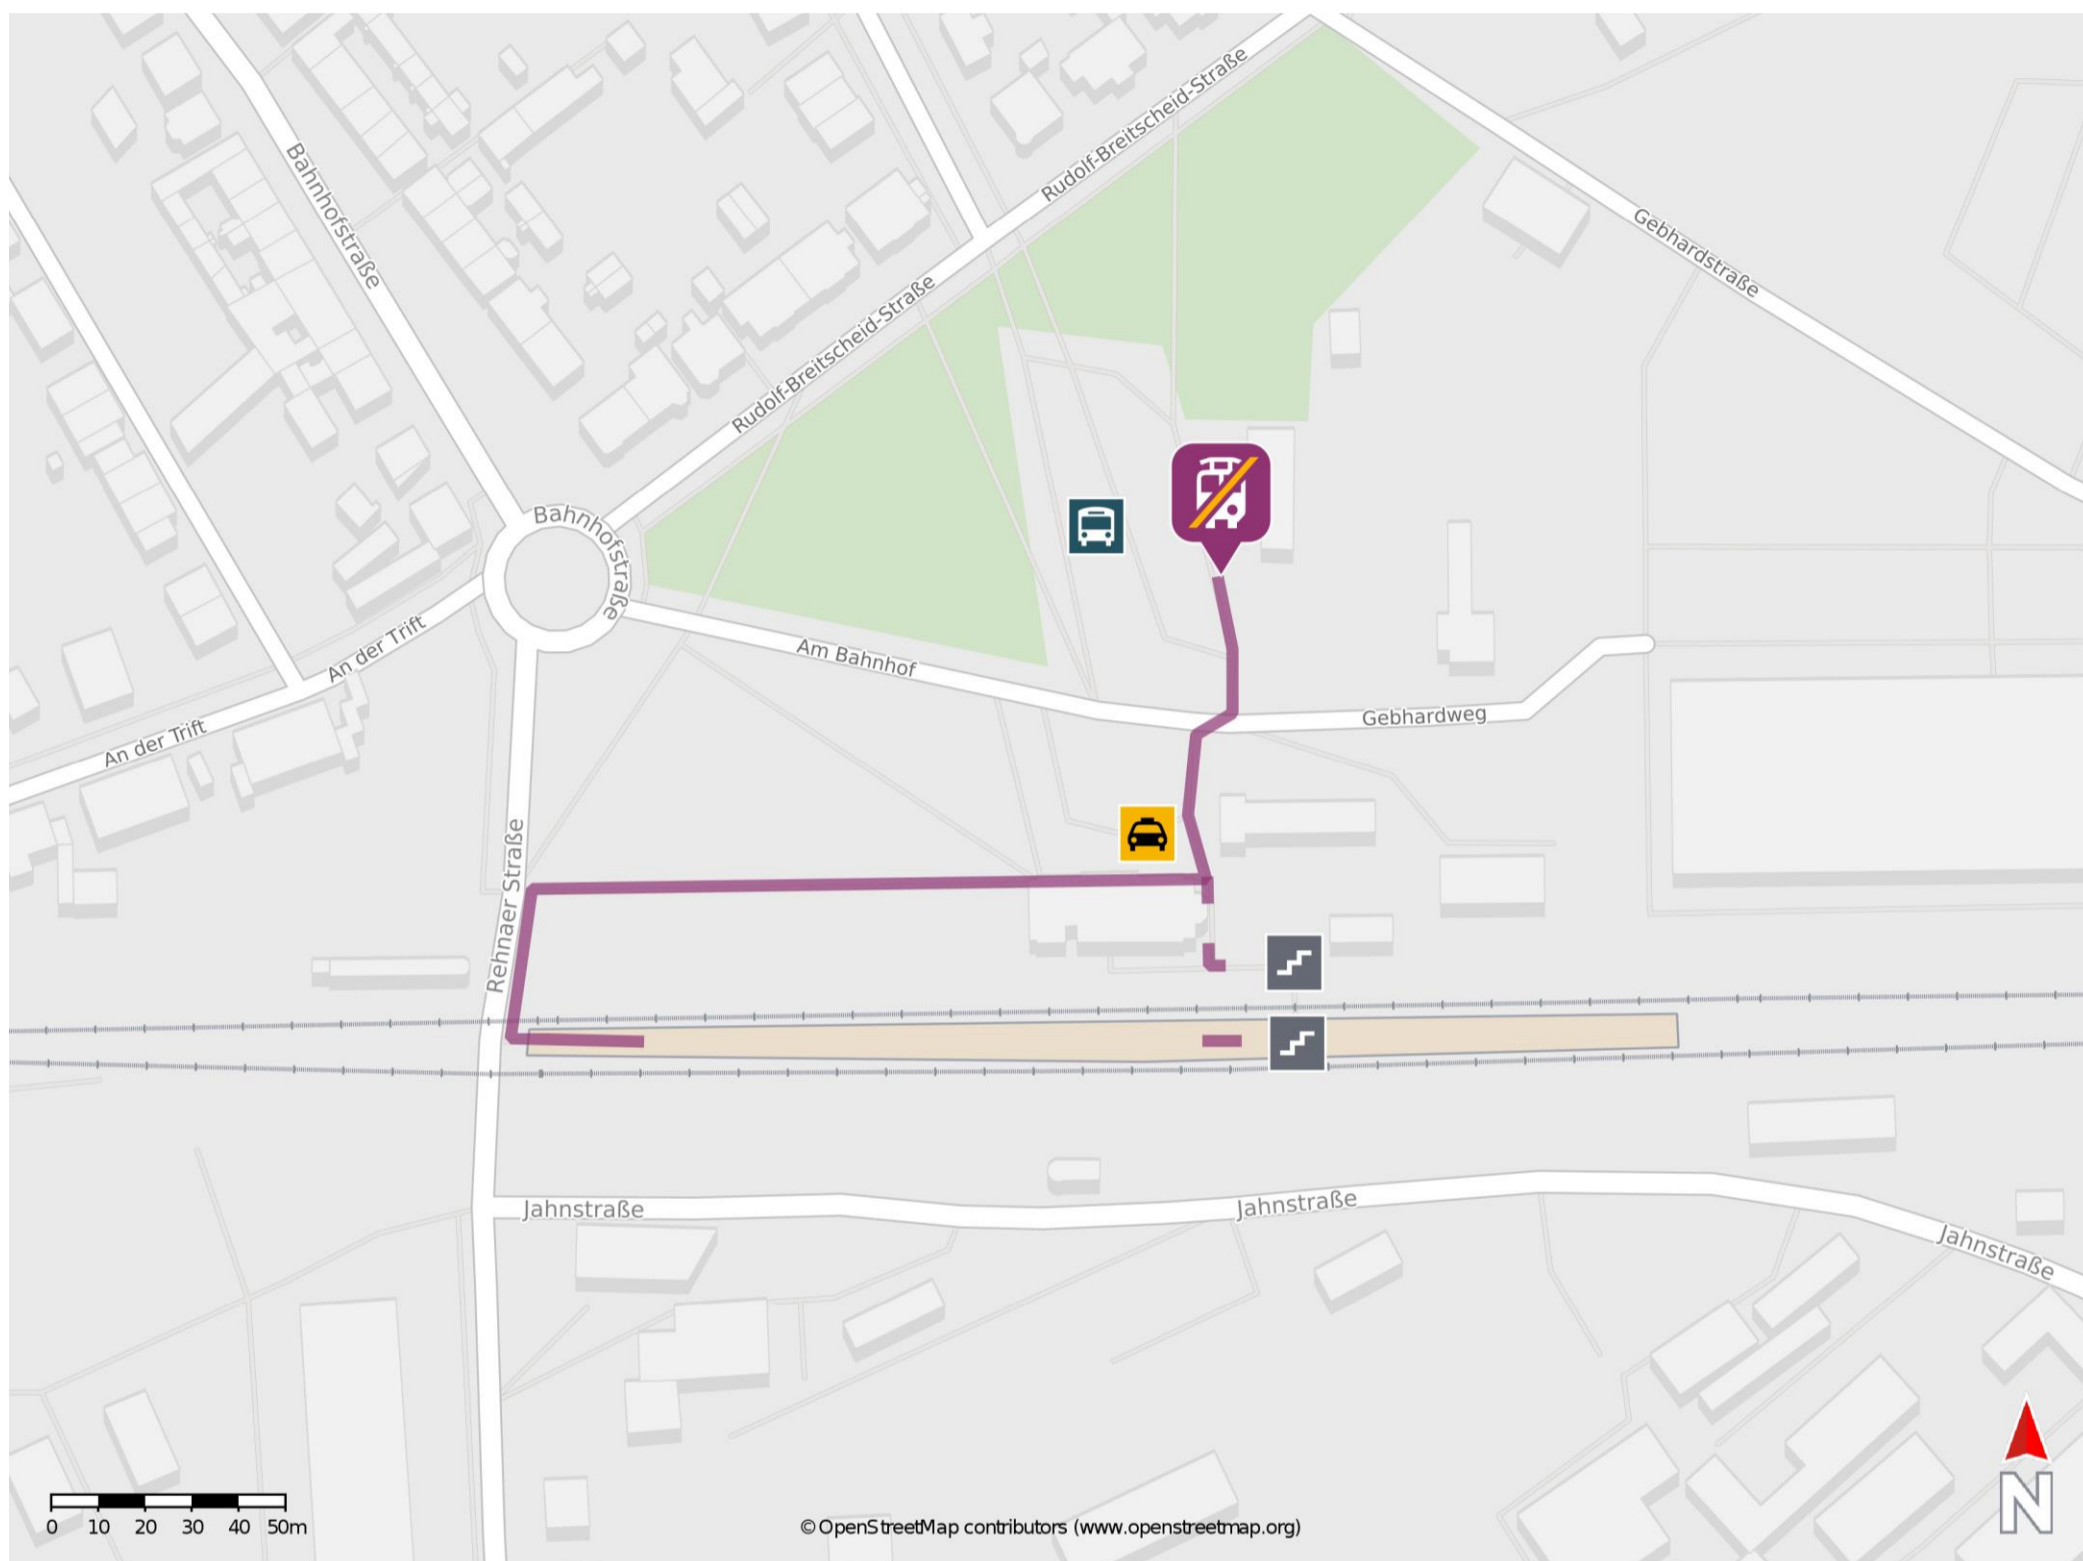 Rudolf-Breitscheid-Straße
Bahnhofstraße
Gebhardstraße
Rudolf-Breitscheid-Straße
Bahnhofstraße
An der Trift
Am Bahnhof
Gebhardweg
An der Trift
Rehnaer Straße
Jahnstraße
Jahnstraße
Jahnstraße
N
0 10 20 30 40 50m
© OpenStreetMap contributors (www.openstreetmap.org)